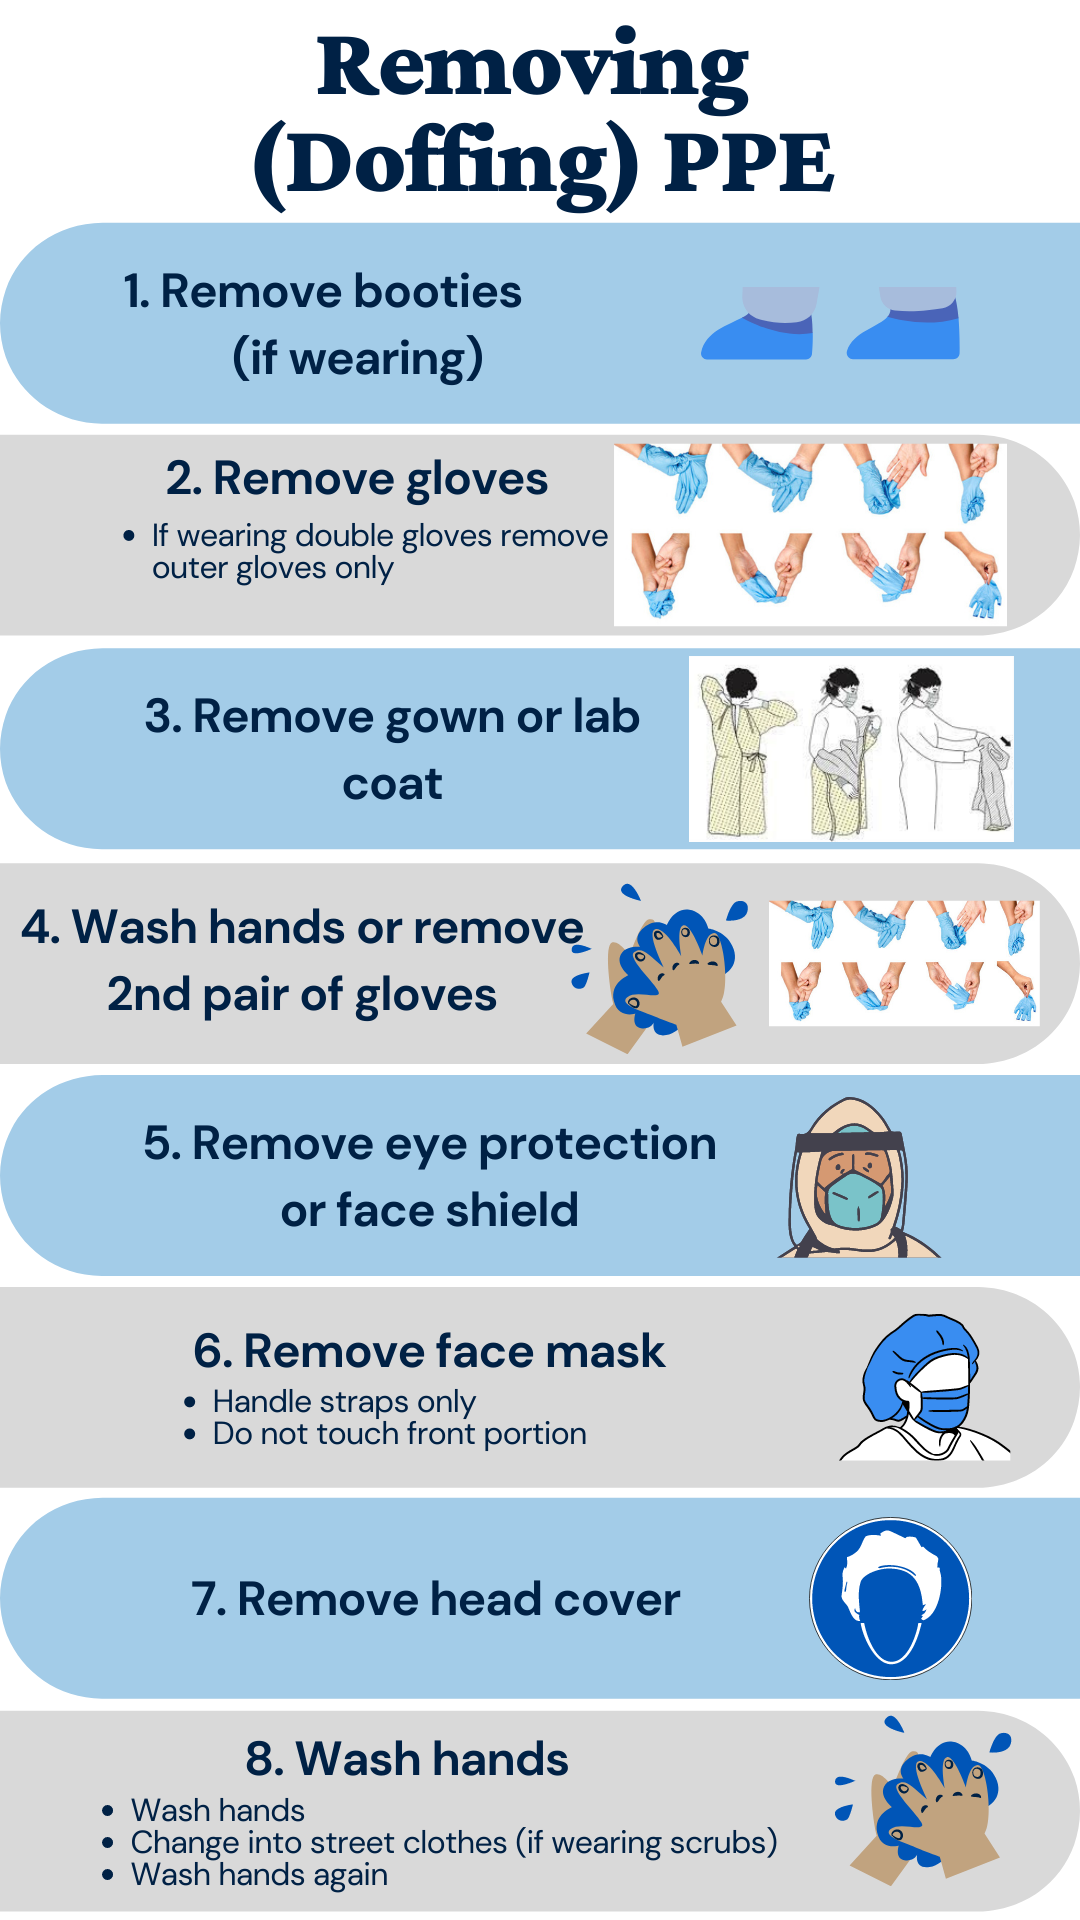 Removing
(Doffing) PPE
1. Remove booties
(if wearing)
2. Remove gloves
• If wearing double gloves remove
outer gloves only
3. Remove gown or lab
coat
4. Wash hands or remove
2nd pair of gloves
5. Remove eye protection
or face shield
6. Remove face mask
• Handle straps only
• Do not touch front portion
7. Remove head cover
8. Wash hands
• Wash hands
• Change into street clothes (if wearing scrubs)
• Wash hands again